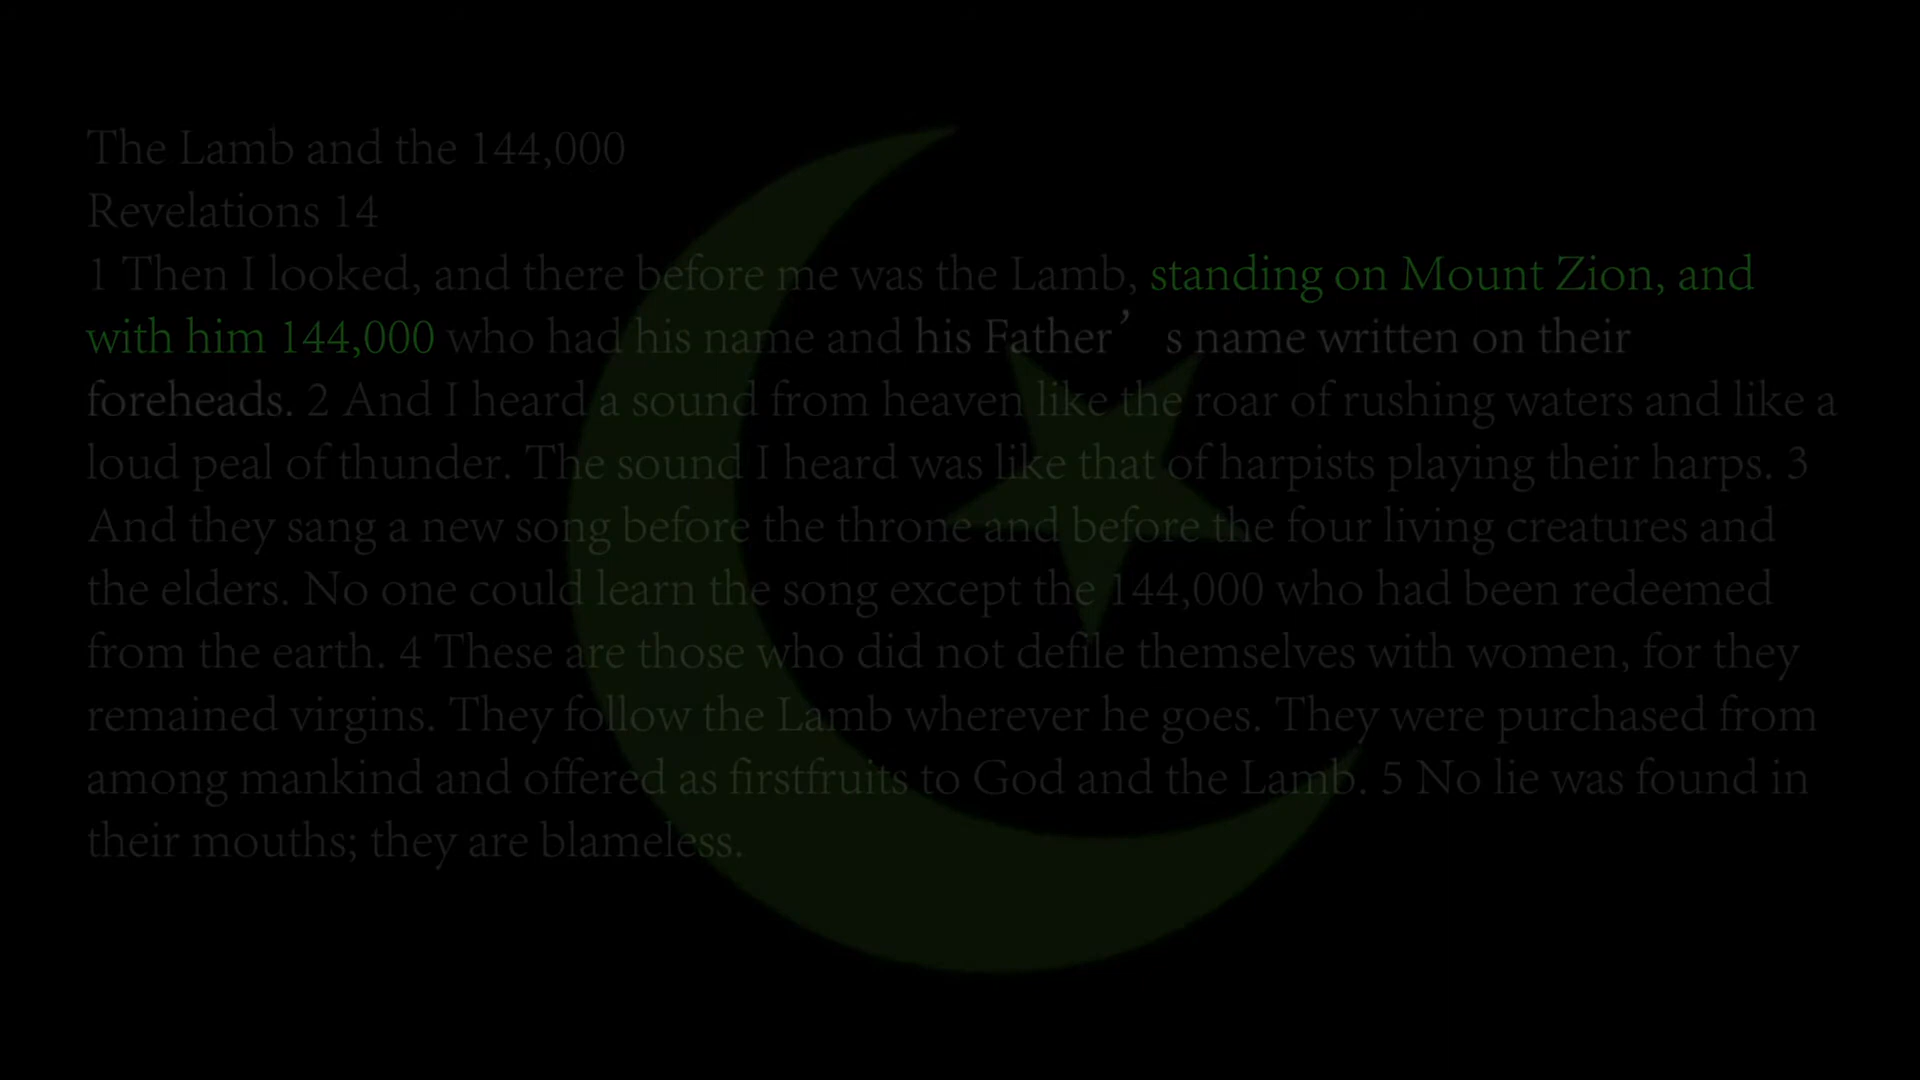 The Lamb and the 144,000
Revelations 14
1 Then I looked, and there before me was the Lamb, standing on Mount Zion, and
with him 144,000 who had his name and his Father’s name written on their
foreheads. 2 And I heard a sound from heaven like the roar of rushing waters and like a
loud peal of thunder. The sound I heard was like that of harpists playing their harps. 3
And they sang a new song before the throne and before the four living creatures and
the elders. No one could learn the song except the 144,000 who had been redeemed
from the earth. 4 These are those who did not defile themselves with women, for they
remained virgins. They follow the Lamb wherever he goes. They were purchased from
among mankind and offered as firstfruits to God and the Lamb. 5 No lie was found in
their mouths; they are blameless.